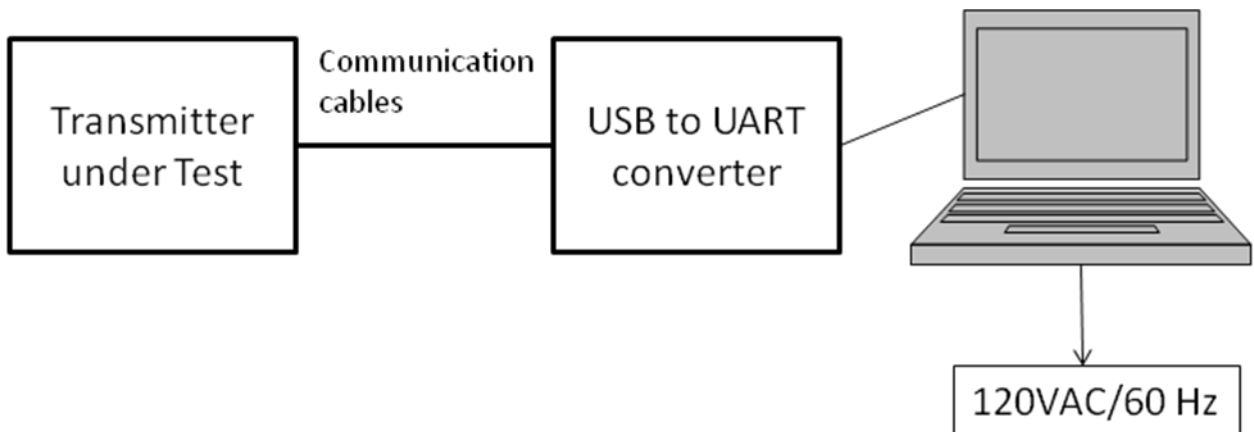 Transmitter
under Test
Communication
cables
USB to UART
converter
120VAC/60 Hz